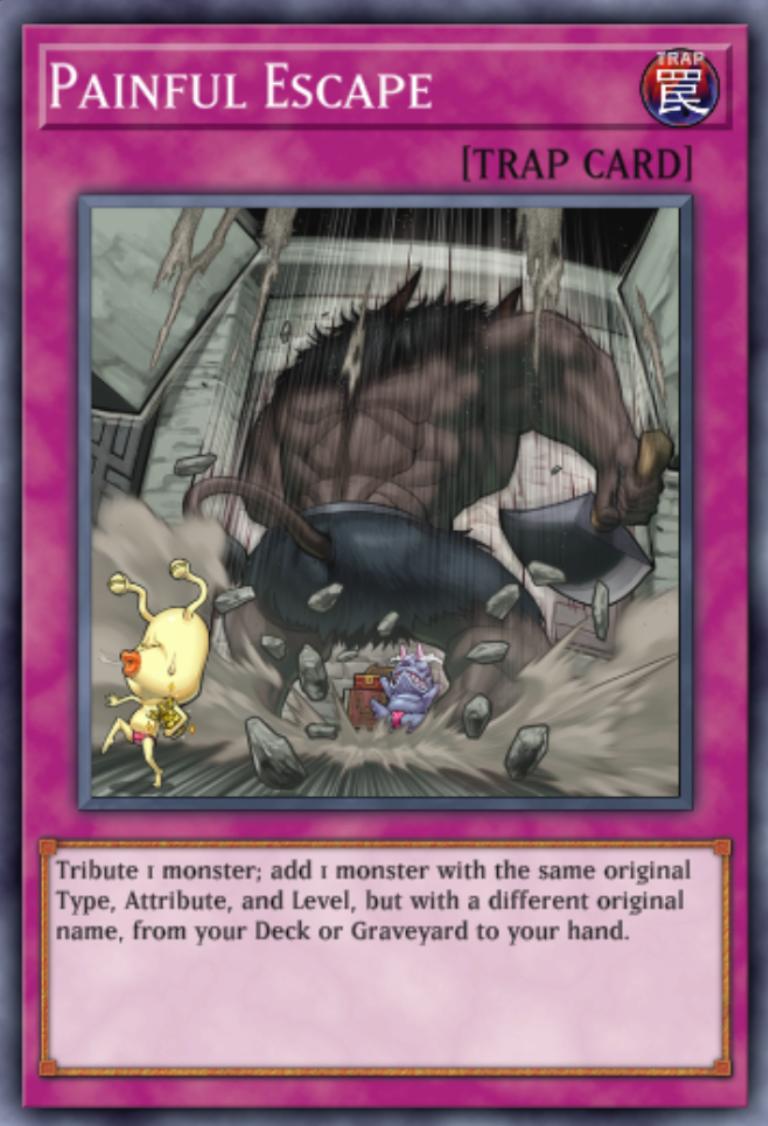 Painful Escape
TRAP
罠
[TRAP CARD]
Tribute 1 monster; add 1 monster with the same original
Type, Attribute, and Level, but with a different original
name, from your Deck or Graveyard to your hand.